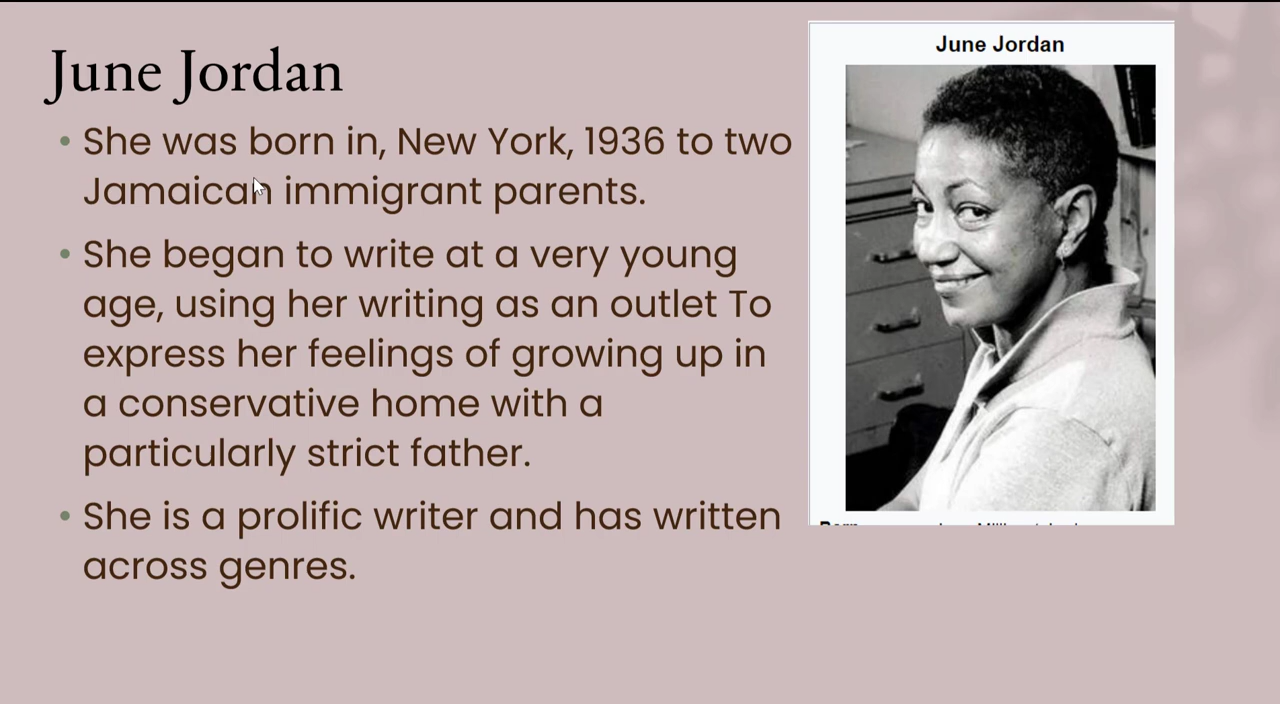 June Jordan
• She was born in, New York, 1936 to two
Jamaican immigrant parents.
• She began to write at a very young
age, using her writing as an outlet To
express her feelings of growing up in
a conservative home with a
particularly strict father.
• She is a prolific writer and has written
across genres.
June Jordan